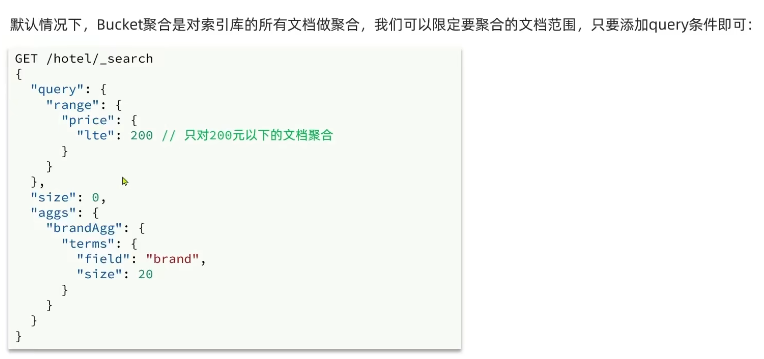 默认情况下，Bucket聚合是对索引库的所有文档做聚合，我们可以限定要聚合的文档范围，只要添加query条件即可：
GET /hotel/_search
{
  "query": {
    "range": {
      "price": {
        "lte": 200 // 只对200元以下的文档聚合
      }
    }
  },
  "size": 0,
  "aggs": {
    "brandAgg": {
      "terms": {
        "field": "brand",
        "size": 20
      }
    }
  }
}